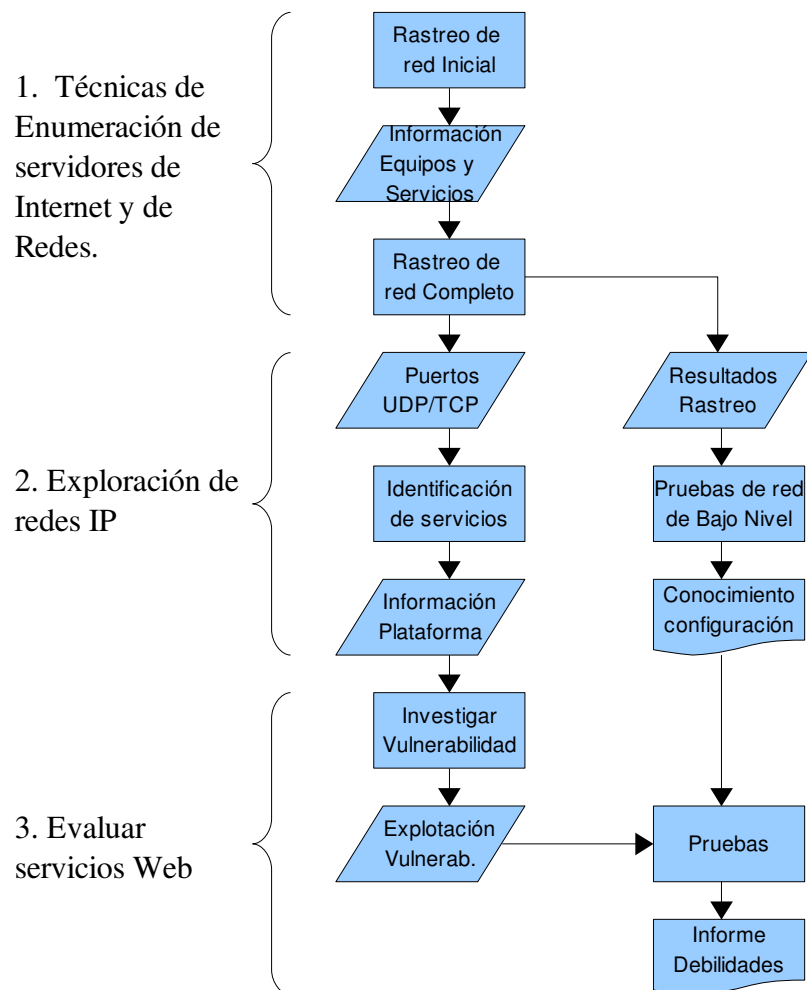 1. Técnicas de
Enumeración de
servidores de
Internet y de
Redes.
Rastreo de
red Inicial
Información
Equipos y
Servicios
Rastreo de
red Completo
2. Exploración de
redes IP
Puertos
UDP/TCP
Resultados
Rastreo
Identificación
de servicios
Pruebas de red
de Bajo Nivel
Información
Plataforma
Conocimiento
configuración
3. Evaluar
servicios Web
Investigar
Vulnerabilidad
Explotación
Vulnerab.
Pruebas
Informe
Debilidades